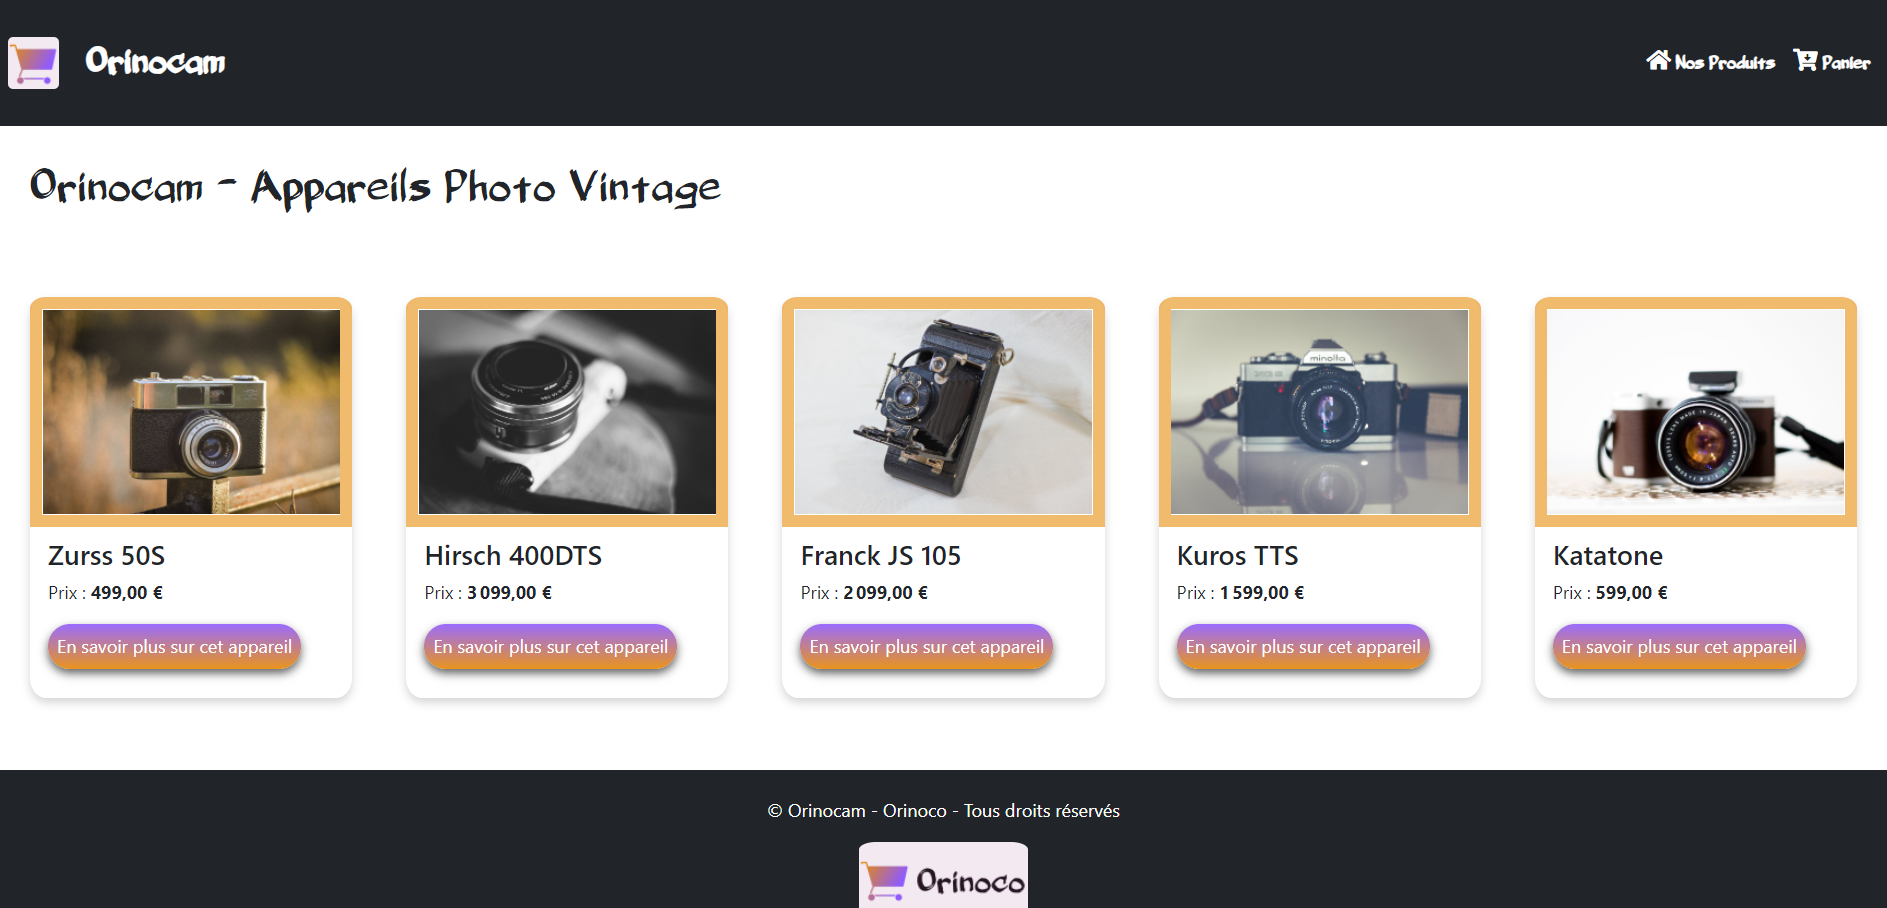 Orinocam
Nos Produits
Panier
Orinocam - Appareils Photo Vintage
minolta
Zurss 50S
Prix : 499,00 €
En savoir plus sur cet appareil
Hirsch 400DTS
Prix : 3 099,00 €
En savoir plus sur cet appareil
Franck JS 105
Prix : 2 099,00 €
En savoir plus sur cet appareil
Kuros TTS
Prix : 1 599,00 €
En savoir plus sur cet appareil
Katatone
Prix : 599,00 €
En savoir plus sur cet appareil
© Orinocam - Orinoco - Tous droits réservés
Orinoco